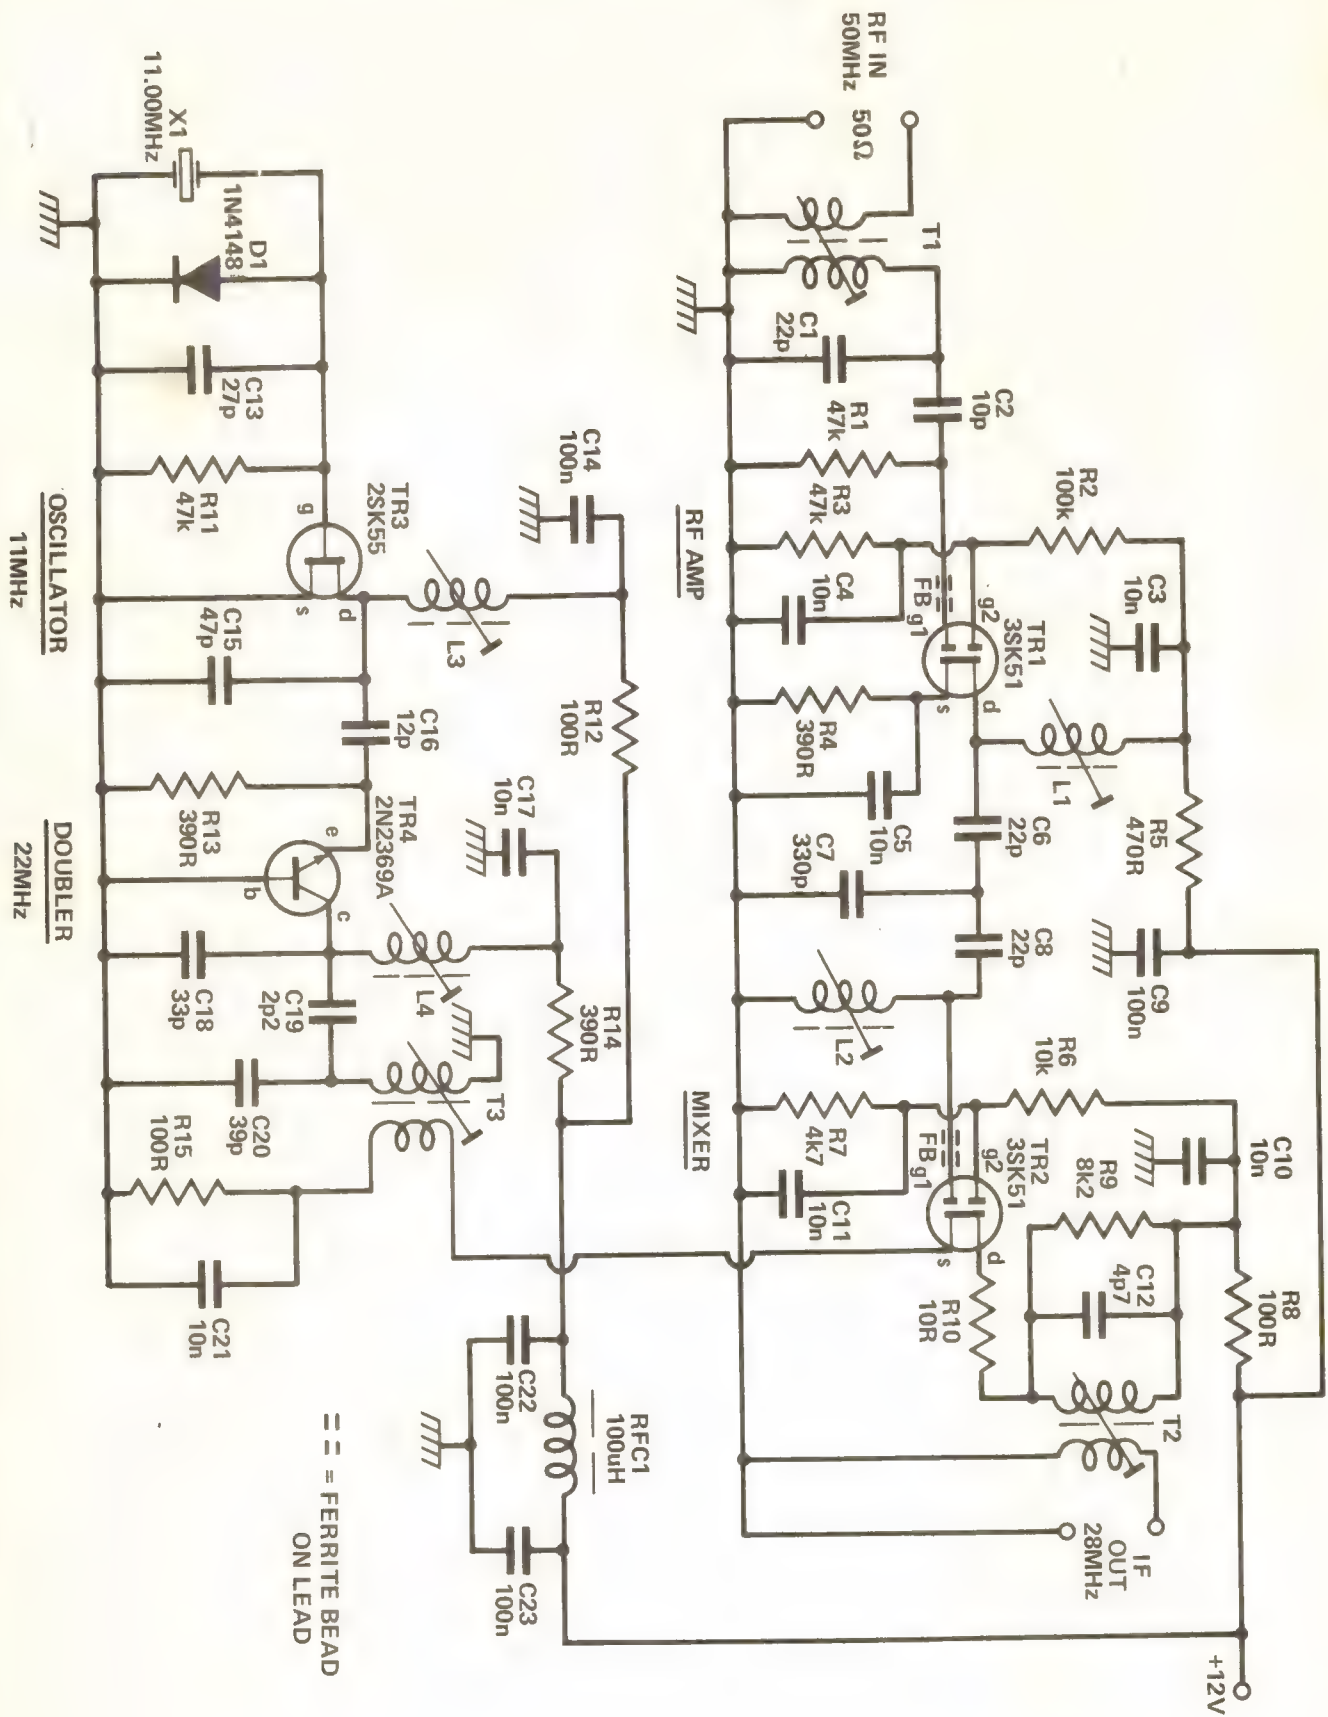 RF IN
50MHz
50Ω
T1
C1
22p
C2
10p
R1
47k
R3
47k
R2
100k
C4
10n
C3
10n
FB
g1
g2
TR1
3SK51
s
d
RF AMP
R4
390R
C5
10n
L1
C6
22p
R5
470R
C7
330p
C8
22p
C9
100n
L2
R6
10k
R7
4k7
MIXER
C11
10n
FB
g1
g2
TR2
3SK51
s
d
C10
10n
R9
8k2
C12
4p7
R10
10R
R8
100R
T2
IF
OUT
28MHz
+12V
X1
11.00MHz
D1
1N4148
C13
27p
R11
47k
g
TR3
2SK55
s
d
OSCILLATOR
11MHz
C14
100n
L3
C15
47p
C16
12p
R12
100R
R13
390R
C17
10n
TR4
2N2369A
e
b
c
DOUBLER
22MHz
L4
C18
33p
C19
2p2
R14
390R
C20
39p
T3
R15
100R
C21
10n
C22
100n
RFC1
100uH
C23
100n
= FERRITE BEAD
ON LEAD